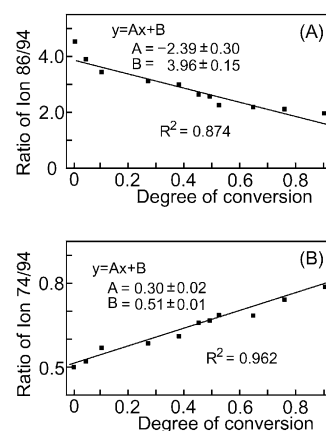 (A)
y=Ax+B
A = −2.39 ± 0.30
B = 3.96 ± 0.15
R² = 0.874
Ratio of Ion 86/94
4.0
2.0
0
0 0.2 0.4 0.6 0.8
Degree of conversion
(B)
y=Ax+B
A = 0.30 ± 0.02
B = 0.51 ± 0.01
R² = 0.962
Ratio of Ion 74/94
0.8
0.5
0 0.2 0.4 0.6 0.8
Degree of conversion